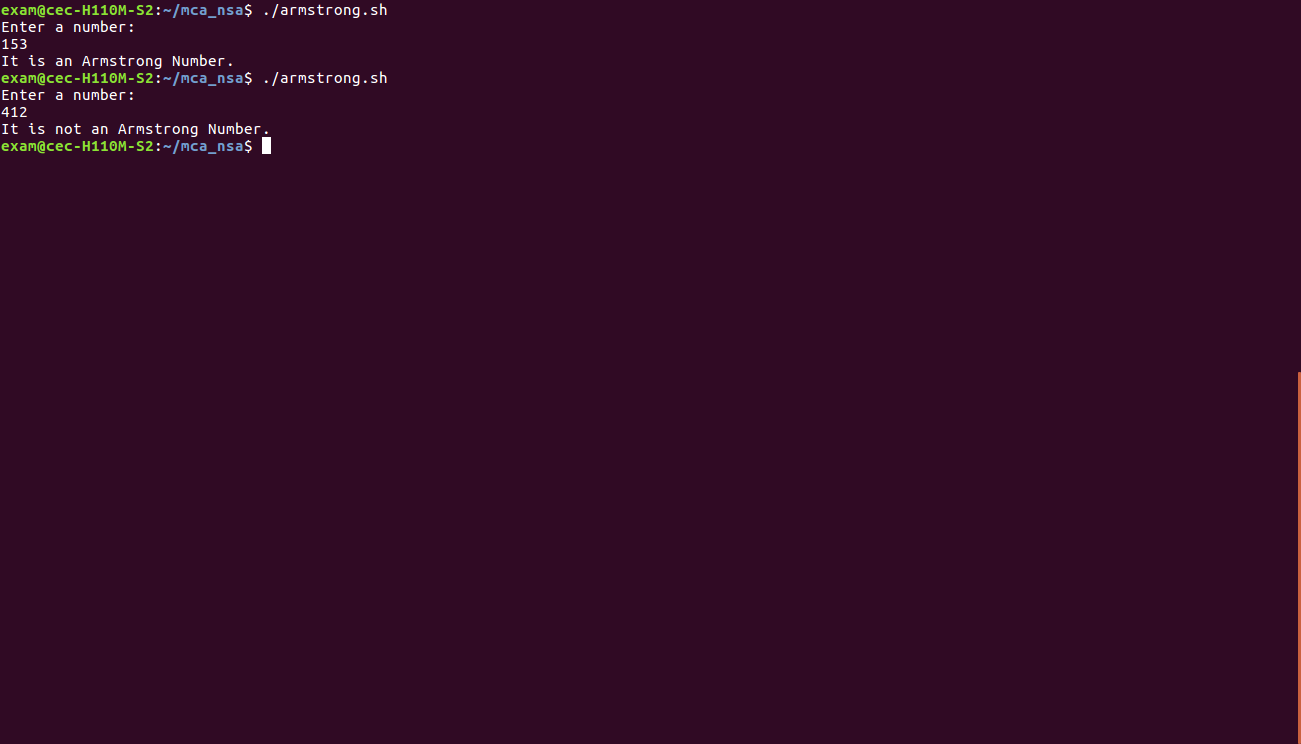 exam@cec-H110M-S2:~/mca_nsa$ ./armstrong.sh
Enter a number:
153
It is an Armstrong Number.
exam@cec-H110M-S2:~/mca_nsa$ ./armstrong.sh
Enter a number:
412
It is not an Armstrong Number.
exam@cec-H110M-S2:~/mca_nsa$